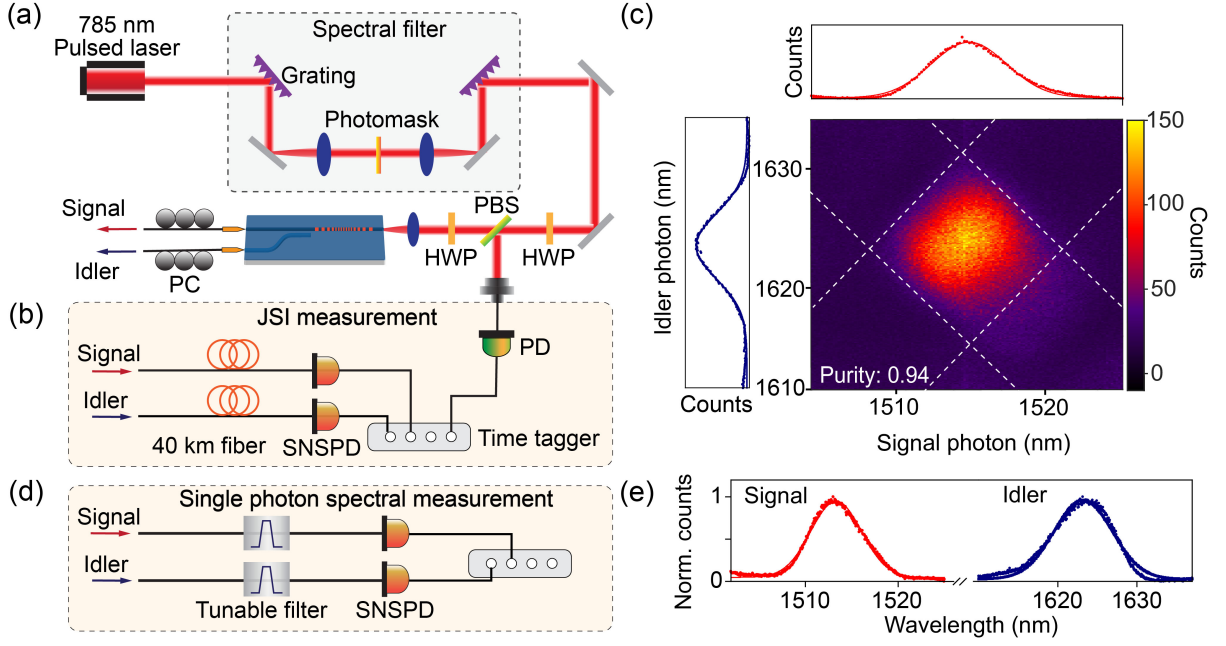 (a)
785 nm
Pulsed laser
Spectral filter
Grating
Photomask
PBS
Signal
Idler
PC
HWP
HWP
(b)
JSI measurement
PD
Signal
Idler
40 km fiber
SNSPD
Time tagger
(c)
Counts
Idler photon (nm)
Counts
1630
1620
1610
Purity: 0.94
1510
1520
Signal photon (nm)
150
100
50
0
Counts
(d)
Single photon spectral measurement
Signal
Idler
Tunable filter
SNSPD
(e)
Norm. counts
1
0
Signal
Idler
1510
1520
1620
1630
Wavelength (nm)